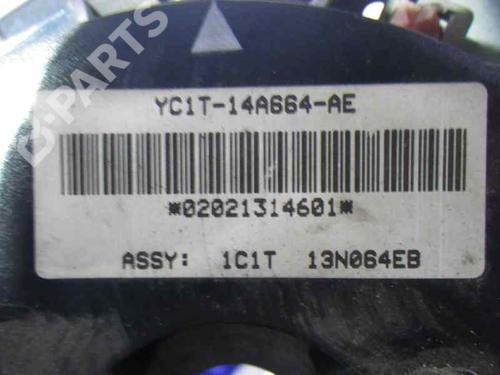 YC1T-14A664-AE
*02021314601*
ASSY: 1C1T 13N064EB
B-PARTS